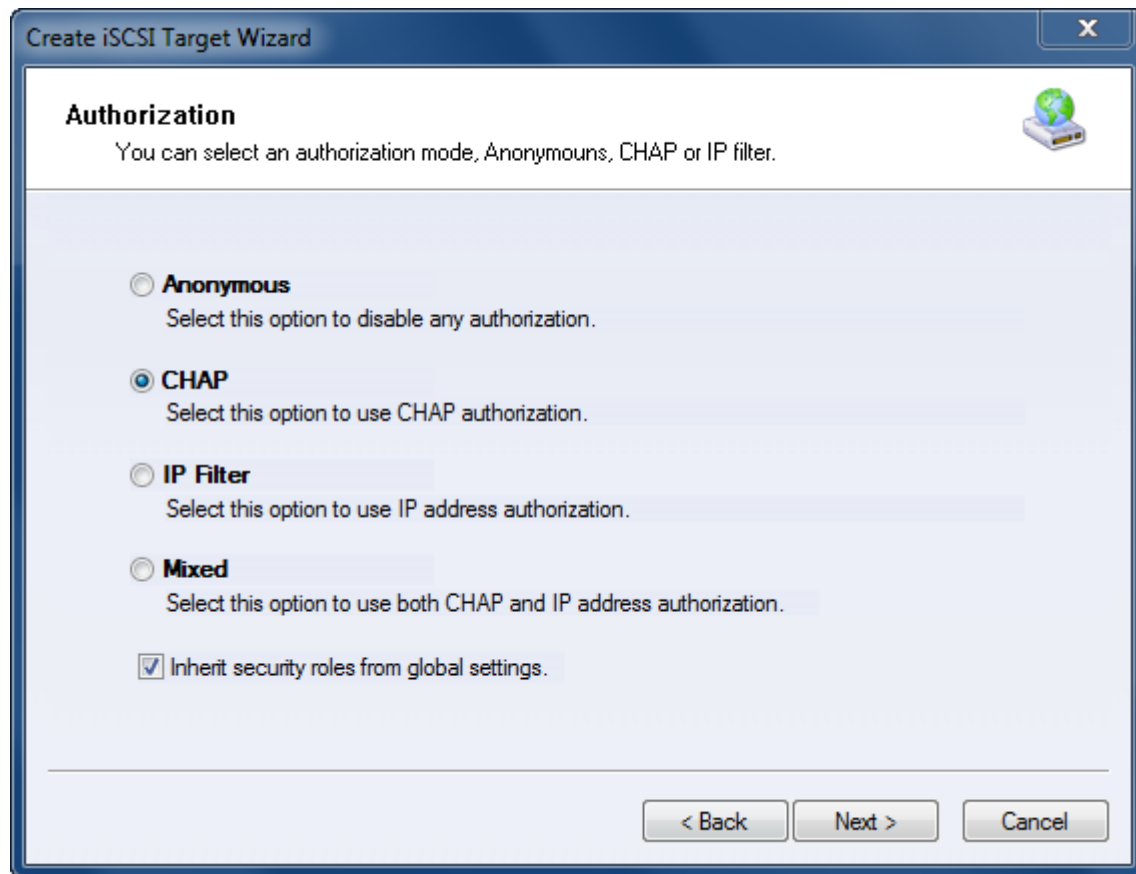 Create iSCSI Target Wizard
Authorization
You can select an authorization mode, Anonymouns, CHAP or IP filter.
Anonymous
Select this option to disable any authorization.
CHAP
Select this option to use CHAP authorization.
IP Filter
Select this option to use IP address authorization.
Mixed
Select this option to use both CHAP and IP address authorization.
Inherit security roles from global settings.
< Back Next > Cancel